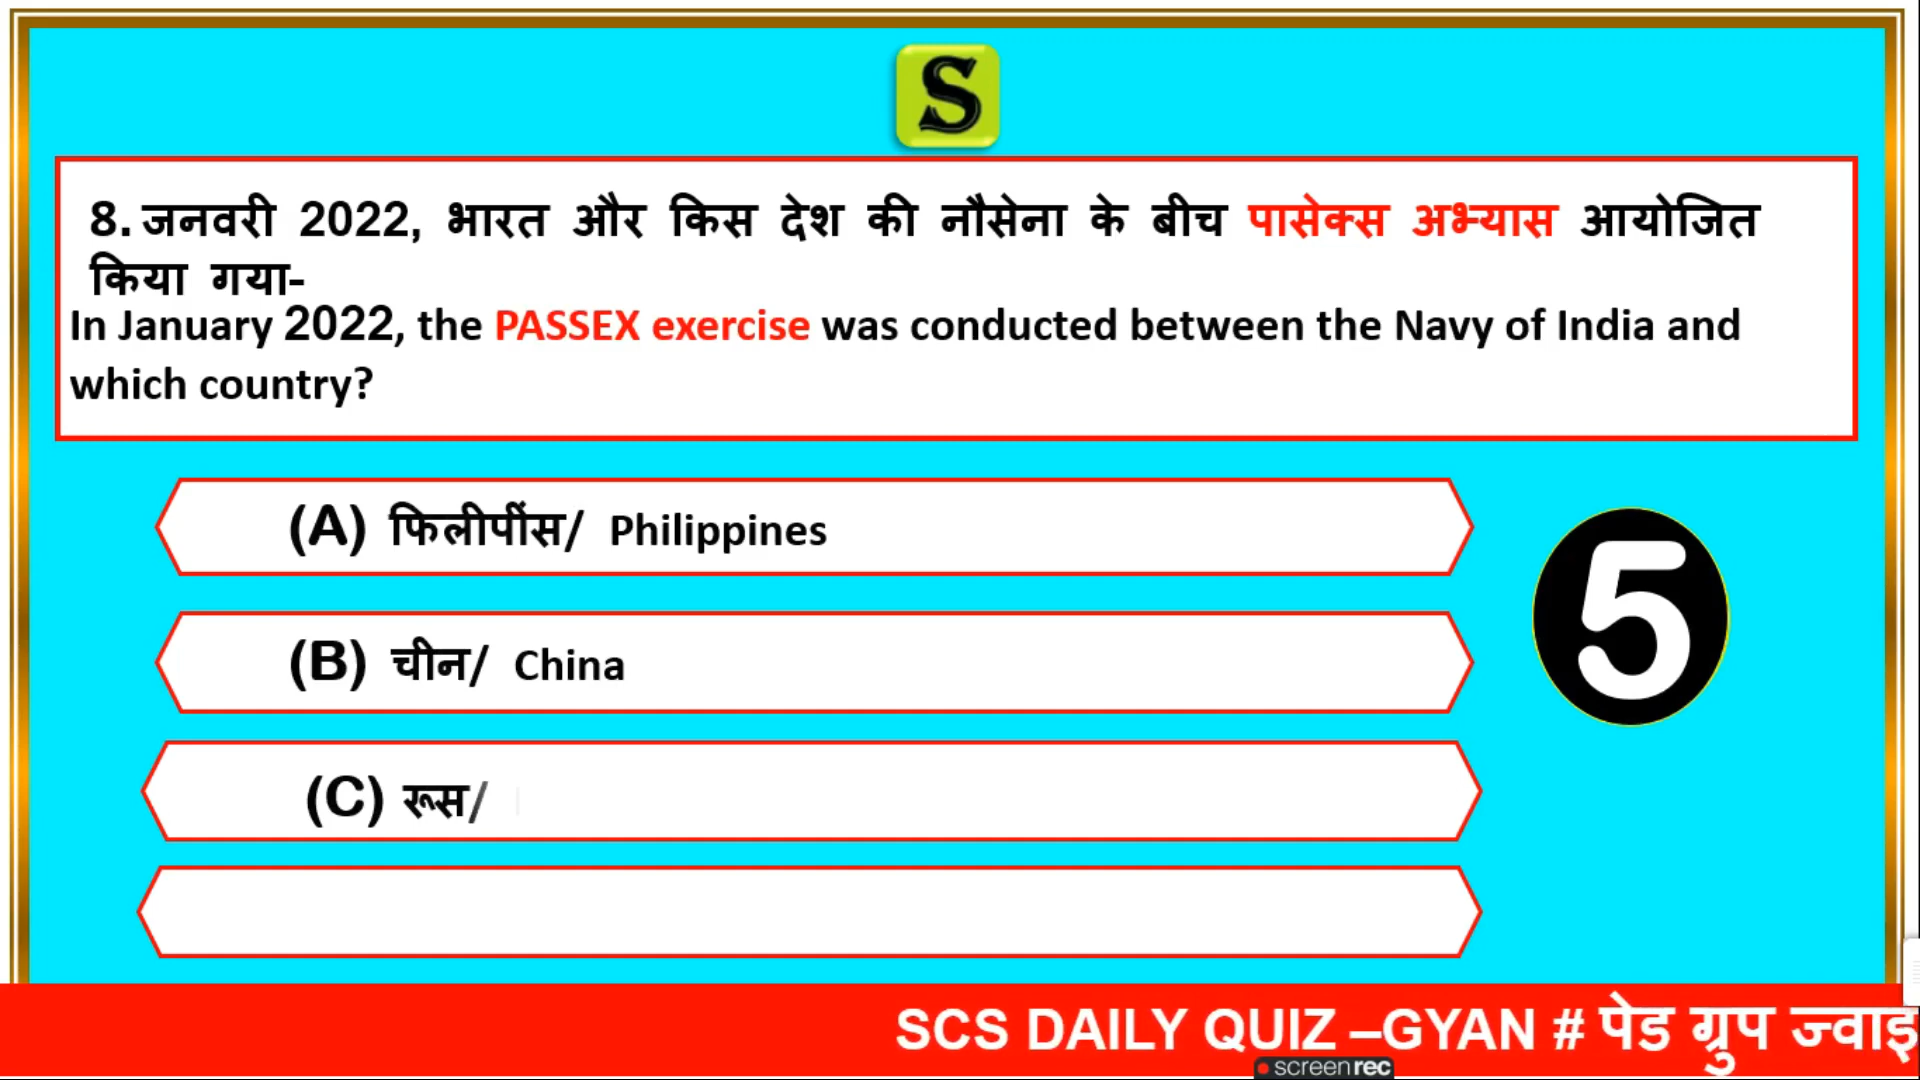 S
8. जनवरी 2022, भारत और किस देश की नौसेना के बीच पासेक्स अभ्यास आयोजित
किया गया-
In January 2022, the PASSEX exercise was conducted between the Navy of India and
which country?
(A) फिलीपींस/ Philippines
5
(B) चीन/ China
(C) रूस/
SCS DAILY QUIZ –GYAN # पेड ग्रुप ज्वाइ
screenrec